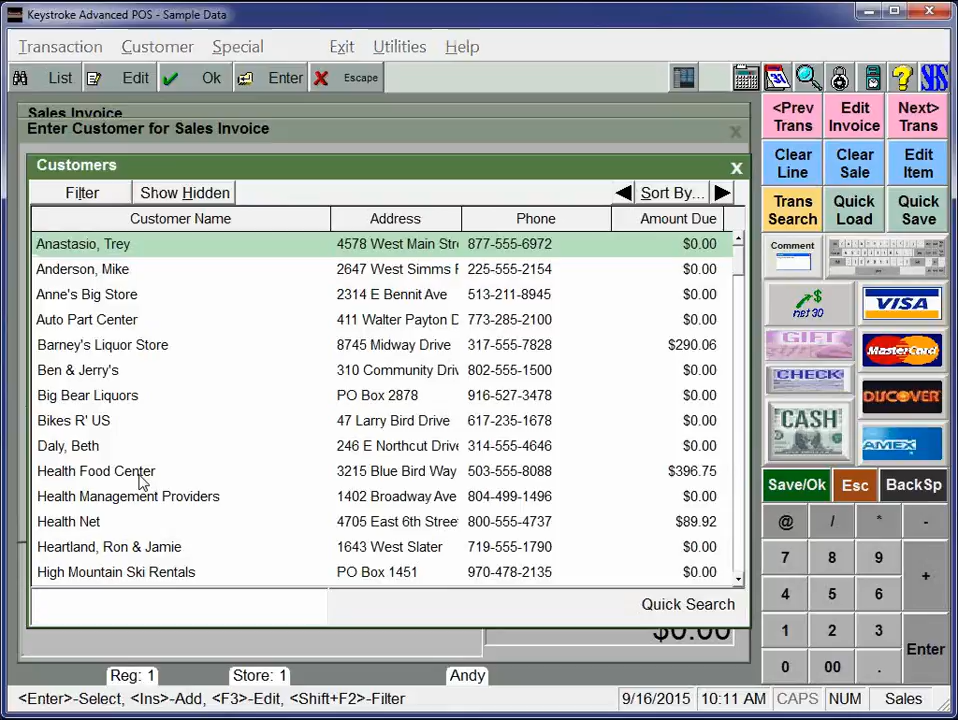 Keystroke Advanced POS - Sample Data
Transaction Customer Special Exit Utilities Help
List Edit Ok Enter Escape
31 ? SBS
Sales Invoice
Enter Customer for Sales Invoice x
Customers x
Filter Show Hidden Sort By...
Customer Name Address Phone Amount Due
Anastasio, Trey 4578 West Main Stre 877-555-6972 $0.00
Anderson, Mike 2647 West Simms 225-555-2154 $0.00
Anne's Big Store 2314 E Bennit Ave 513-211-8945 $0.00
Auto Part Center 411 Walter Payton D 773-285-2100 $0.00
Barney's Liquor Store 8745 Midway Drive 317-555-7828 $290.06
Ben & Jerry's 310 Community Driv 802-555-1500 $0.00
Big Bear Liquors PO Box 2878 916-527-3478 $0.00
Bikes R' US 47 Larry Bird Drive 617-235-1678 $0.00
Daly, Beth 246 E Northcut Drive 314-555-4646 $0.00
Health Food Center 3215 Blue Bird Way 503-555-8088 $396.75
Health Management Providers 1402 Broadway Ave 804-499-1496 $0.00
Health Net 4705 East 6th Stree 800-555-4737 $89.92
Heartland, Ron & Jamie 1643 West Slater 719-555-1790 $0.00
High Mountain Ski Rentals PO Box 1451 970-478-2135 $0.00
Quick Search
$0.00
<Prev Trans
Edit Invoice
Next> Trans
Clear Line
Clear Sale
Edit Item
Trans Search
Quick Load
Quick Save
Comment
$ net 30
VISA
GIFT
MasterCard
CHECK
DISCOVER
CASH
AMEX
Save/Ok Esc BackSp
@ / * -
7 8 9 +
4 5 6
1 2 3 Enter
0 00 .
Reg: 1 Store: 1 Andy
<Enter>-Select, <Ins>-Add, <F3>-Edit, <Shift+F2>-Filter 9/16/2015 10:11 AM CAPS NUM Sales